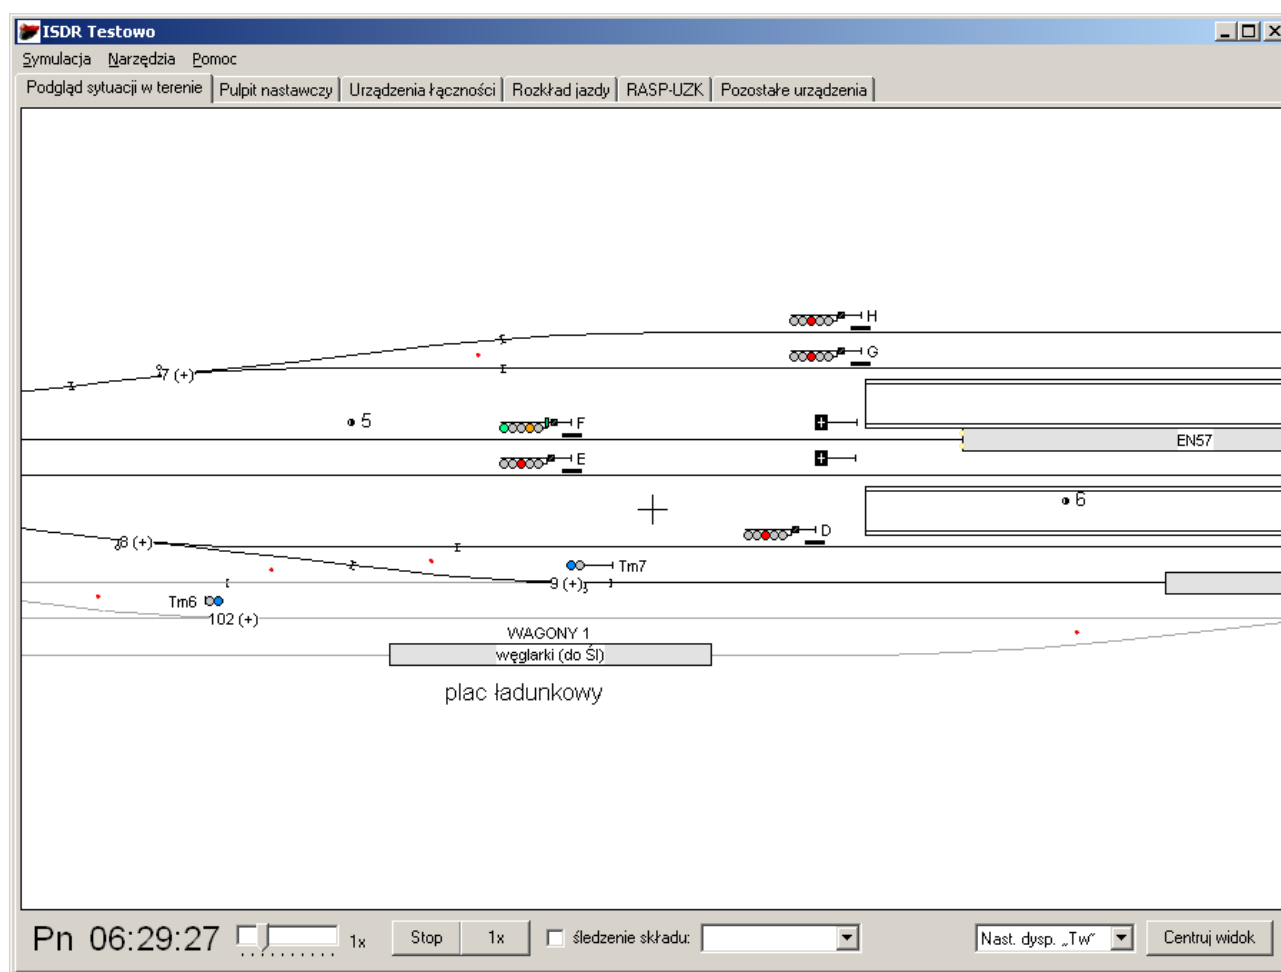 ISDR Testowo
Symulacja Narzędzia Pomoc
Podgląd sytuacji w terenie Pulpit nastawczy Urządzenia łączności Rozkład jazdy RASP-UZK Pozostałe urządzenia
H
G
7 (+)
5
F
EN57
E
6
D
8 (+)
Tm7
9 (+)
Tm6
102 (+)
WAGONY 1
węglarki (do Śl)
plac ładunkowy
Pn 06:29:27 1x Stop 1x śledzenie składu: Nast. dysp. „Tw” Centruj widok